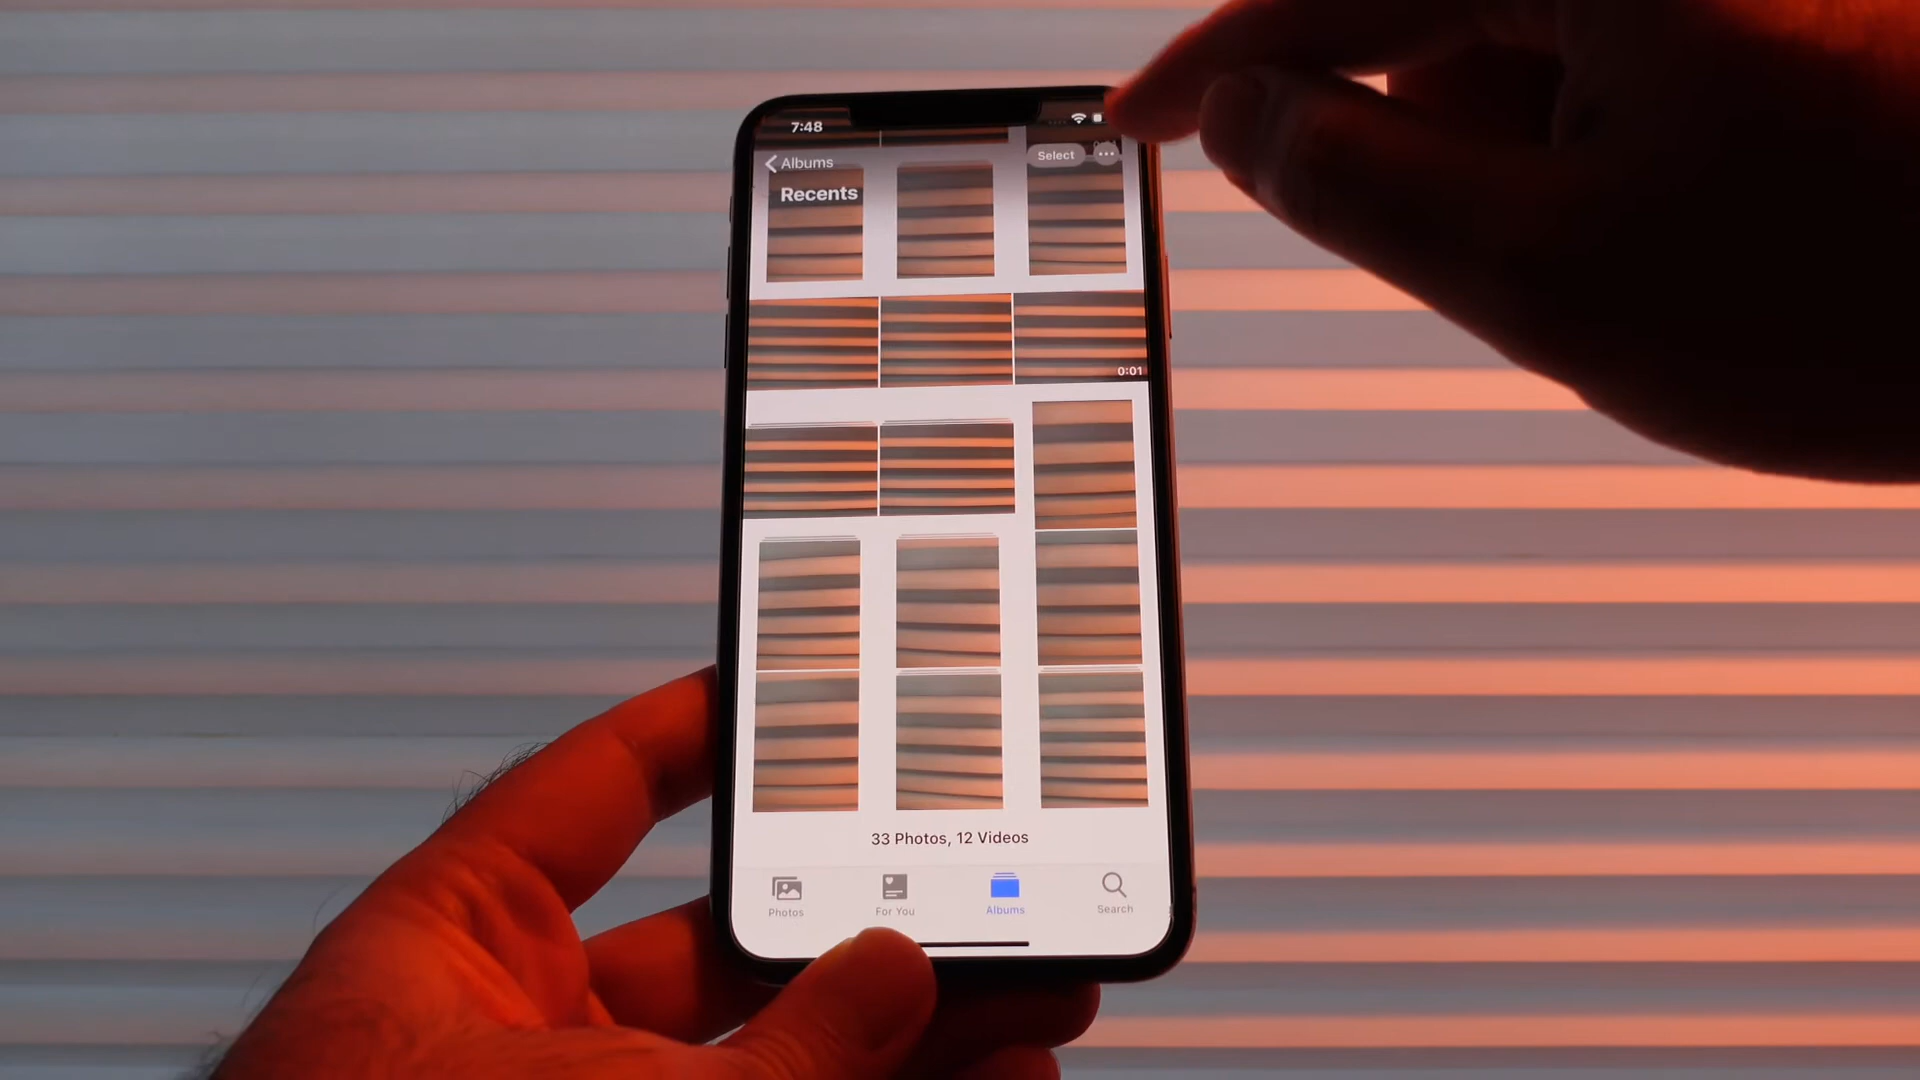 7:48
Albums
Select
Recents
0:01
33 Photos, 12 Videos
Photos
For You
Albums
Search